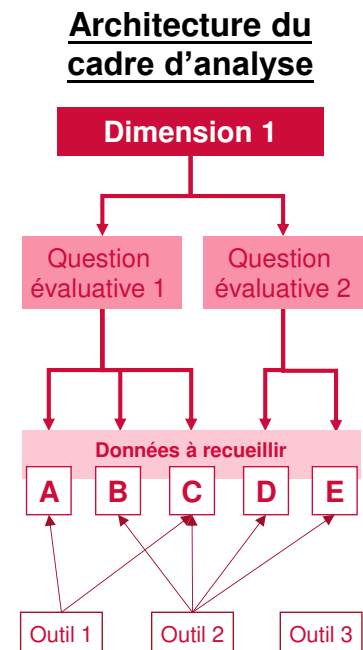 Architecture du
cadre d'analyse
Dimension 1
Question
évaluative 1
Question
évaluative 2
Données à recueillir
A B C D E
Outil 1 Outil 2 Outil 3